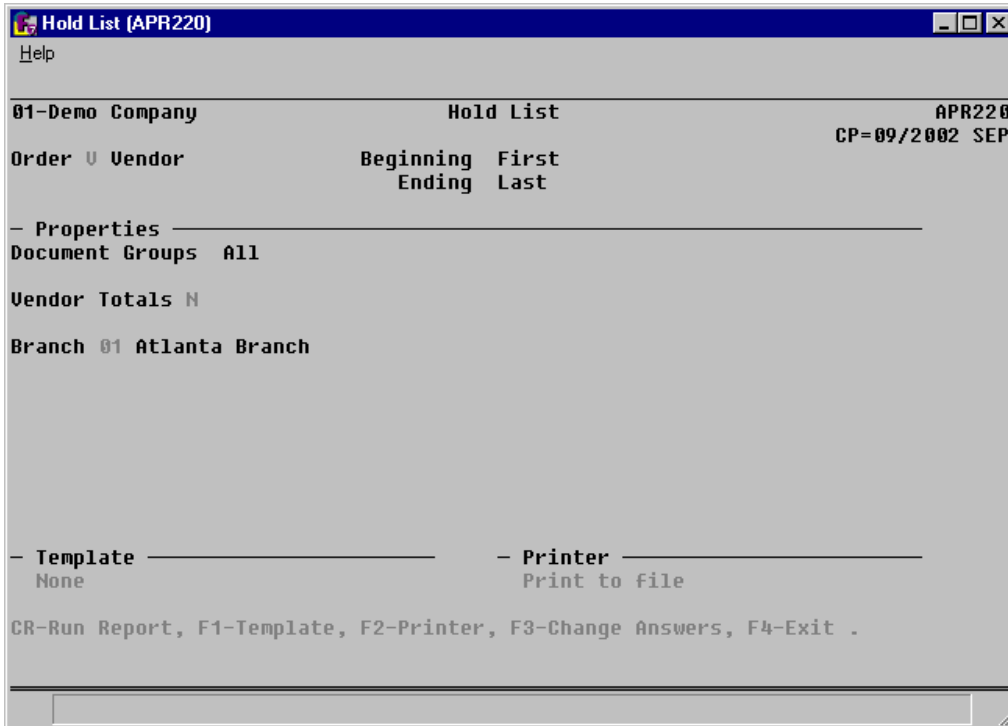 Hold List (APR220)
Help
01-Demo Company Hold List APR220
CP=09/2002 SEP
Order V Vendor Beginning First
Ending Last
Properties
Document Groups All
Vendor Totals N
Branch 01 Atlanta Branch
Template Printer
None Print to file
CR-Run Report, F1-Template, F2-Printer, F3-Change Answers, F4-Exit .